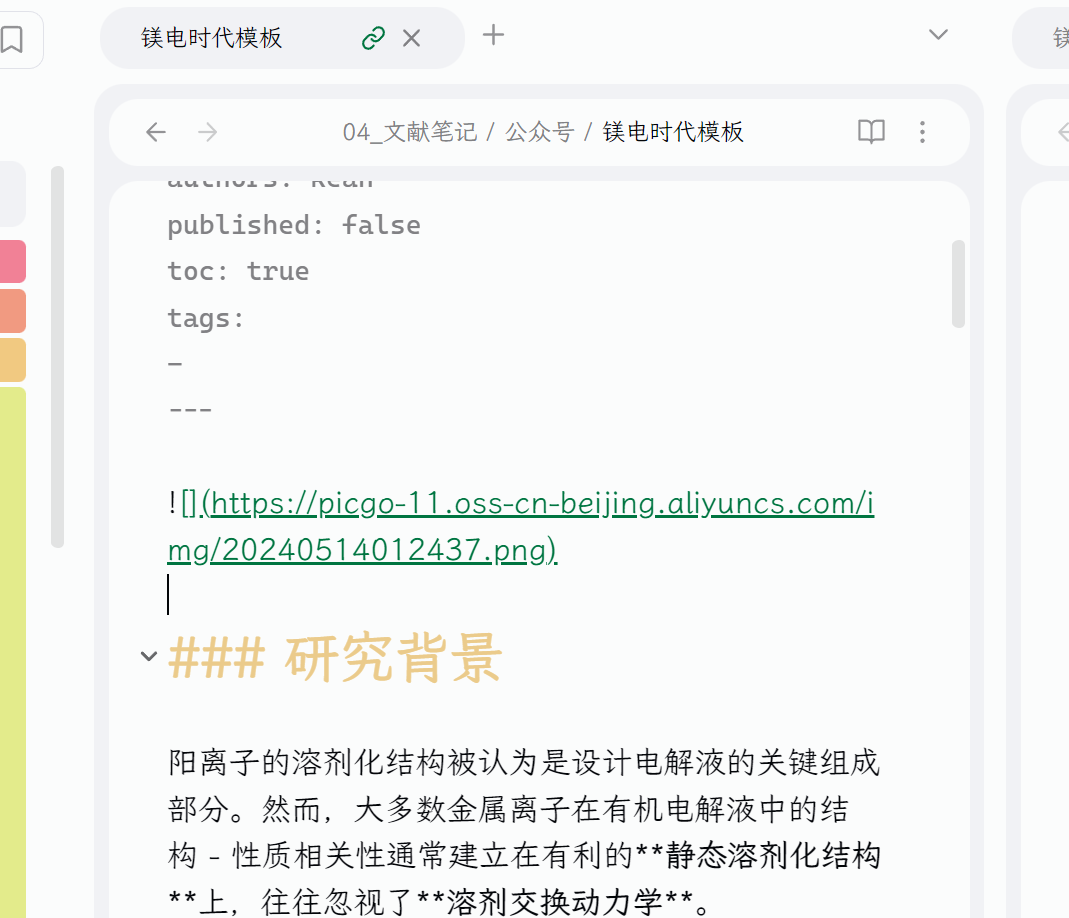 镁电时代模板
镁
04_文献笔记 / 公众号 / 镁电时代模板
authors: Rean
published: false
toc: true
tags:
-
---
![](https://picgo-11.oss-cn-beijing.aliyuncs.com/i
mg/20240514012437.png)
### 研究背景
阳离子的溶剂化结构被认为是设计电解液的关键组成
部分。然而，大多数金属离子在有机电解液中的结
构 - 性质相关性通常建立在有利的**静态溶剂化结构
**上，往往忽视了**溶剂交换动力学**。